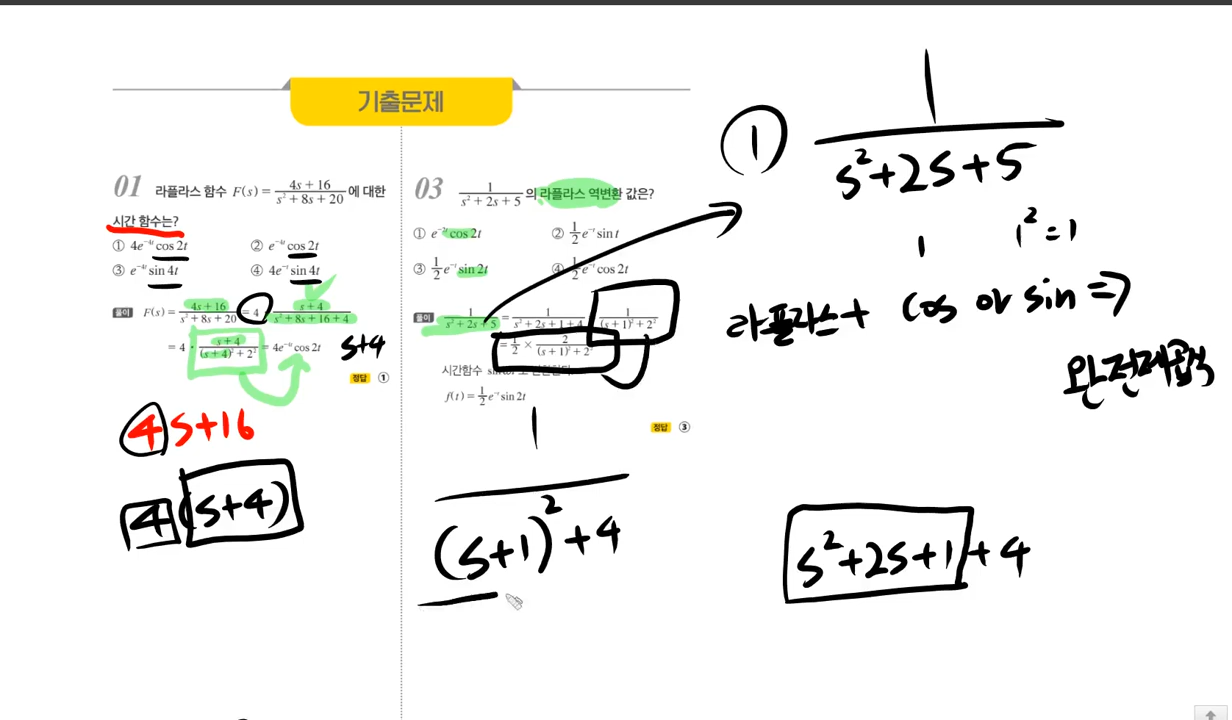 기출문제
01 라플라스 함수 F(s) = (4s+16)/(s²+8s+20) 에 대한
시간 함수는?
① 4e⁻⁴ᵗ cos 2t ② e⁻⁴ᵗ cos 2t
③ e⁻⁴ᵗ sin 4t ④ 4e⁻ᵗ sin 4t
풀이 F(s) = (4s+16)/(s²+8s+20) = 4 (s+4)/(s²+8s+16+4)
= 4 · (s+4)/((s+4)²+2²) = 4e⁻⁴ᵗ cos 2t
s+4
정답 ①
4s+16
4(s+4)
03 1/(s²+2s+5) 의 라플라스 역변환 값은?
① e⁻²ᵗ cos 2t ② ½e⁻ᵗ sin t
③ ½e⁻ᵗ sin 2t ④ ½e⁻ᵗ cos 2t
풀이 1/(s²+2s+5) = 1/(s²+2s+1+4) 1/((s+1)²+2²)
= ½ × 2/((s+1)²+2²)
시간함수
f(t) = ½e⁻ᵗ sin 2t
정답 ③
1/((s+1)²+4)
① 1/(s²+2s+5)
1 1²=1
라플라스+ cos or sin ⇒
완전제곱식
s²+2s+1+4